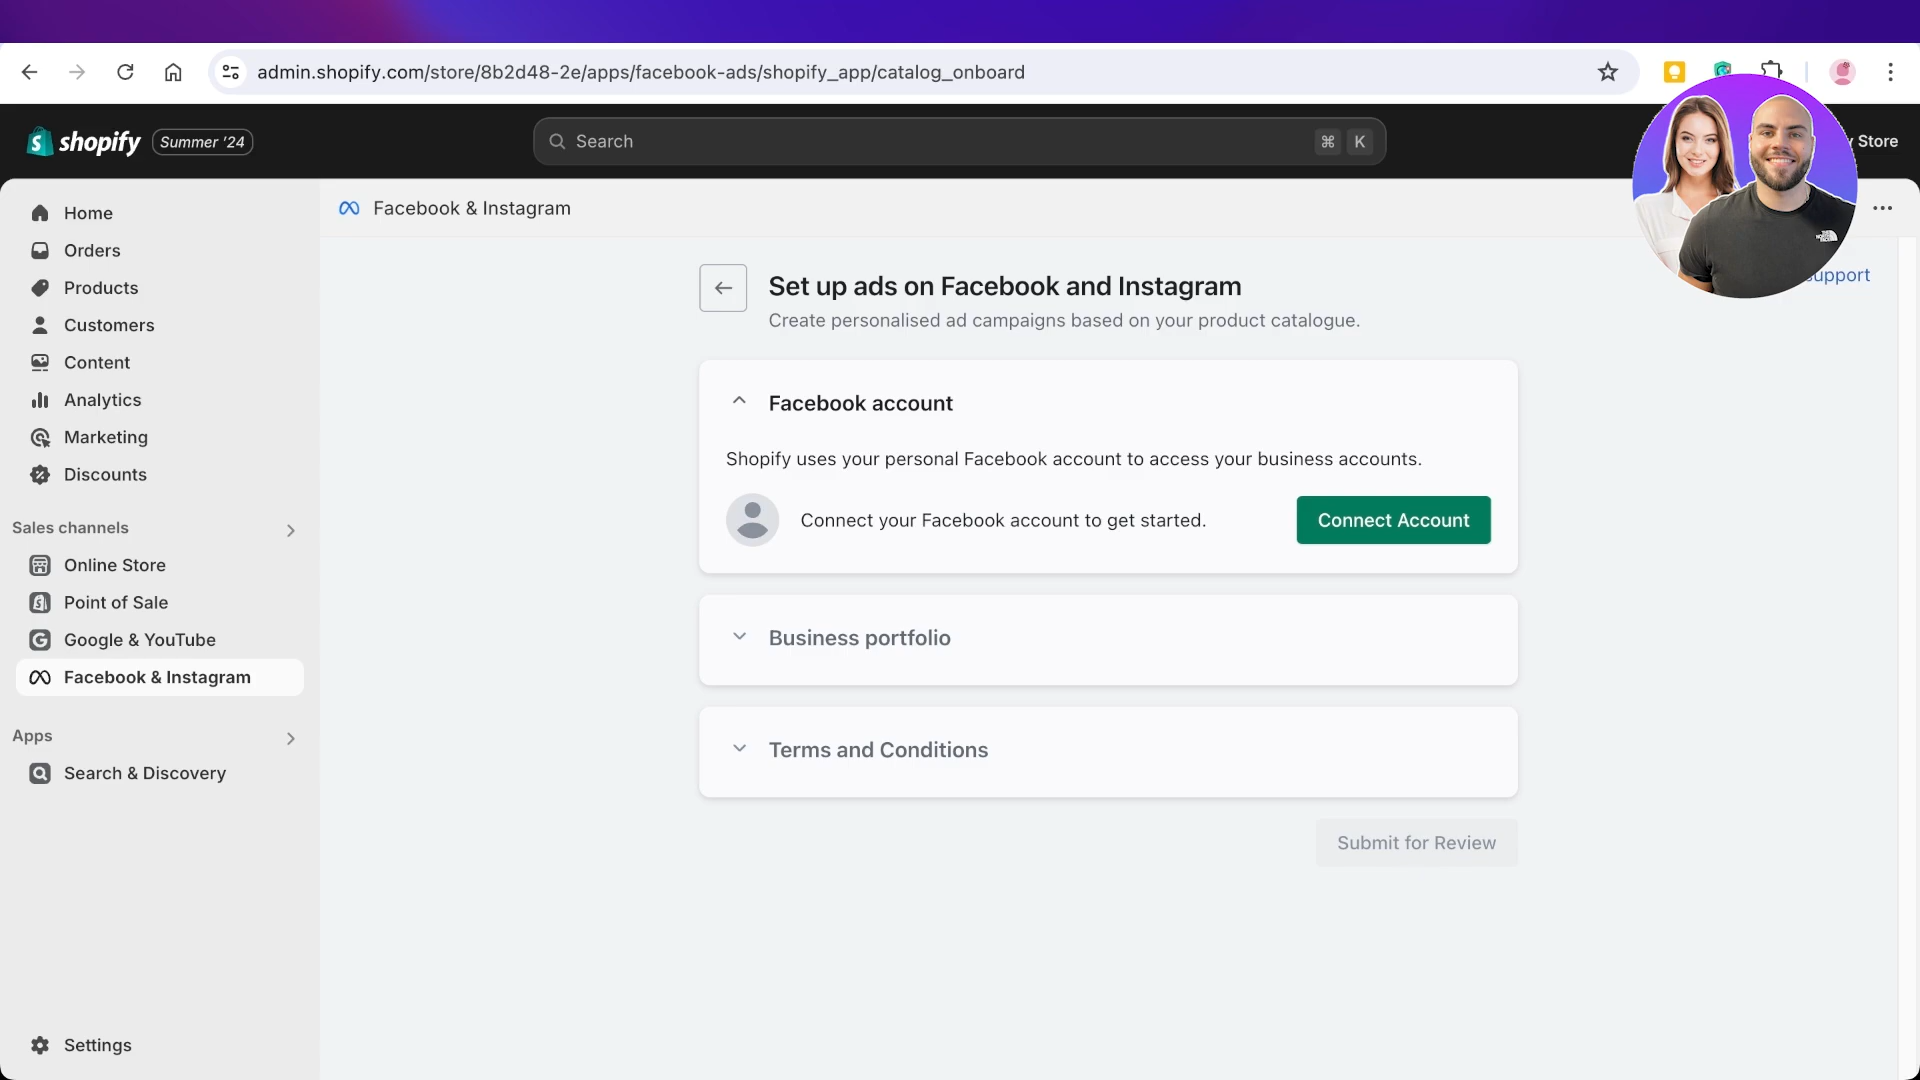 admin.shopify.com/store/8b2d48-2e/apps/facebook-ads/shopify_app/catalog_onboard
shopify
Summer '24
Search
⌘ K
Store
Home
Orders
Products
Customers
Content
Analytics
Marketing
Discounts
Sales channels
Online Store
Point of Sale
Google & YouTube
Facebook & Instagram
Apps
Search & Discovery
Settings
Facebook & Instagram
Set up ads on Facebook and Instagram
Create personalised ad campaigns based on your product catalogue.
Facebook account
Shopify uses your personal Facebook account to access your business accounts.
Connect your Facebook account to get started.
Connect Account
Business portfolio
Terms and Conditions
Submit for Review